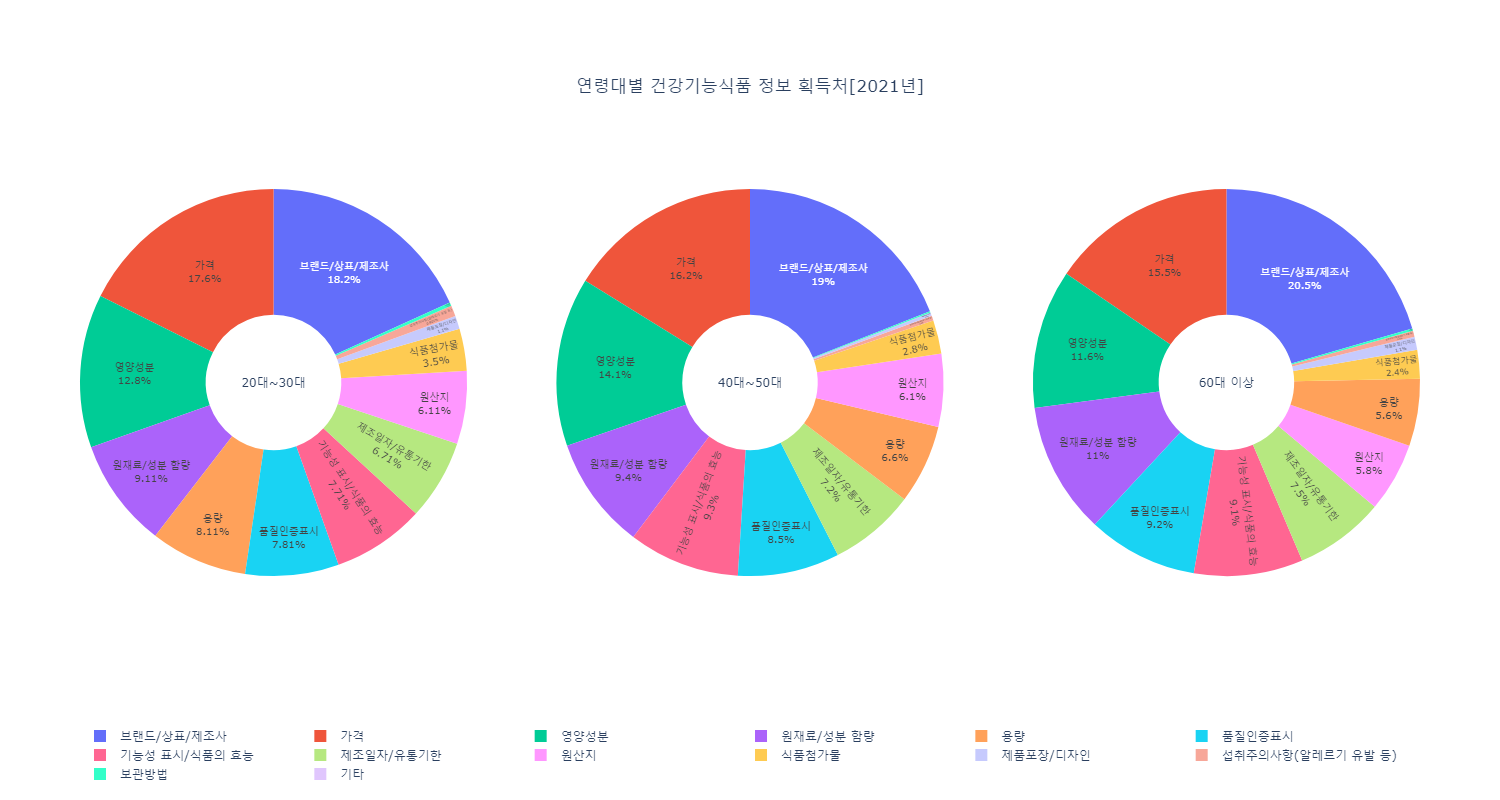 연령대별 건강기능식품 정보 획득처[2021년]
브랜드/상표/제조사
18.2%
가격
17.6%
영양성분
12.8%
원재료/성분 함량
9.11%
용량
8.11%
품질인증표시
7.81%
기능성 표시/식품의 효능
7.71%
제조일자/유통기한
6.71%
원산지
6.11%
식품첨가물
3.5%
20대~30대
브랜드/상표/제조사
19%
가격
16.2%
영양성분
14.1%
원재료/성분 함량
9.4%
기능성 표시/식품의 효능
9.3%
품질인증표시
8.5%
제조일자/유통기한
7.2%
용량
6.6%
원산지
6.1%
식품첨가물
2.8%
40대~50대
브랜드/상표/제조사
20.5%
가격
15.5%
영양성분
11.6%
원재료/성분 함량
11%
품질인증표시
9.2%
기능성 표시/식품의 효능
9.1%
제조일자/유통기한
7.5%
원산지
5.8%
용량
5.6%
식품첨가물
2.4%
제품포장/디자인
1.1%
60대 이상
브랜드/상표/제조사 가격 영양성분 원재료/성분 함량 용량 품질인증표시
기능성 표시/식품의 효능 제조일자/유통기한 원산지 식품첨가물 제품포장/디자인 섭취주의사항(알레르기 유발 등)
보관방법 기타